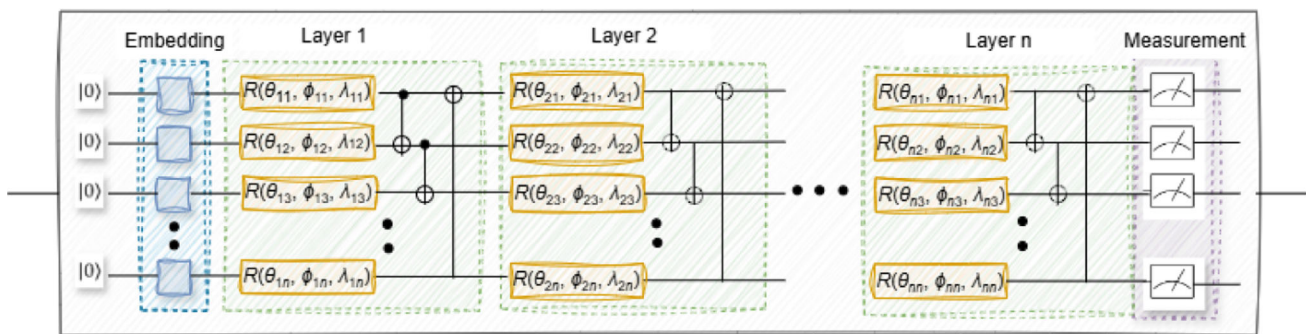 Embedding Layer 1 Layer 2 Layer n Measurement
|0⟩ R(θ₁₁, ϕ₁₁, λ₁₁) R(θ₂₁, ϕ₂₁, λ₂₁) R(θₙ₁, ϕₙ₁, λₙ₁)
|0⟩ R(θ₁₂, ϕ₁₂, λ12) R(θ₂₂, ϕ₂₂, λ₂₂) R(θₙ₂, ϕₙ₂, λₙ₂)
|0⟩ R(θ₁₃, ϕ₁₃, λ₁₃) R(θ₂₃, ϕ₂₃, λ₂₃) R(θₙ₃, ϕₙ₃, λₙ₃)
|0⟩ R(θ₁ₙ, ϕ₁ₙ, λ₁ₙ) R(θ₂ₙ, ϕ₂ₙ, λ₂ₙ) R(θₙₙ, ϕₙₙ, λₙₙ)